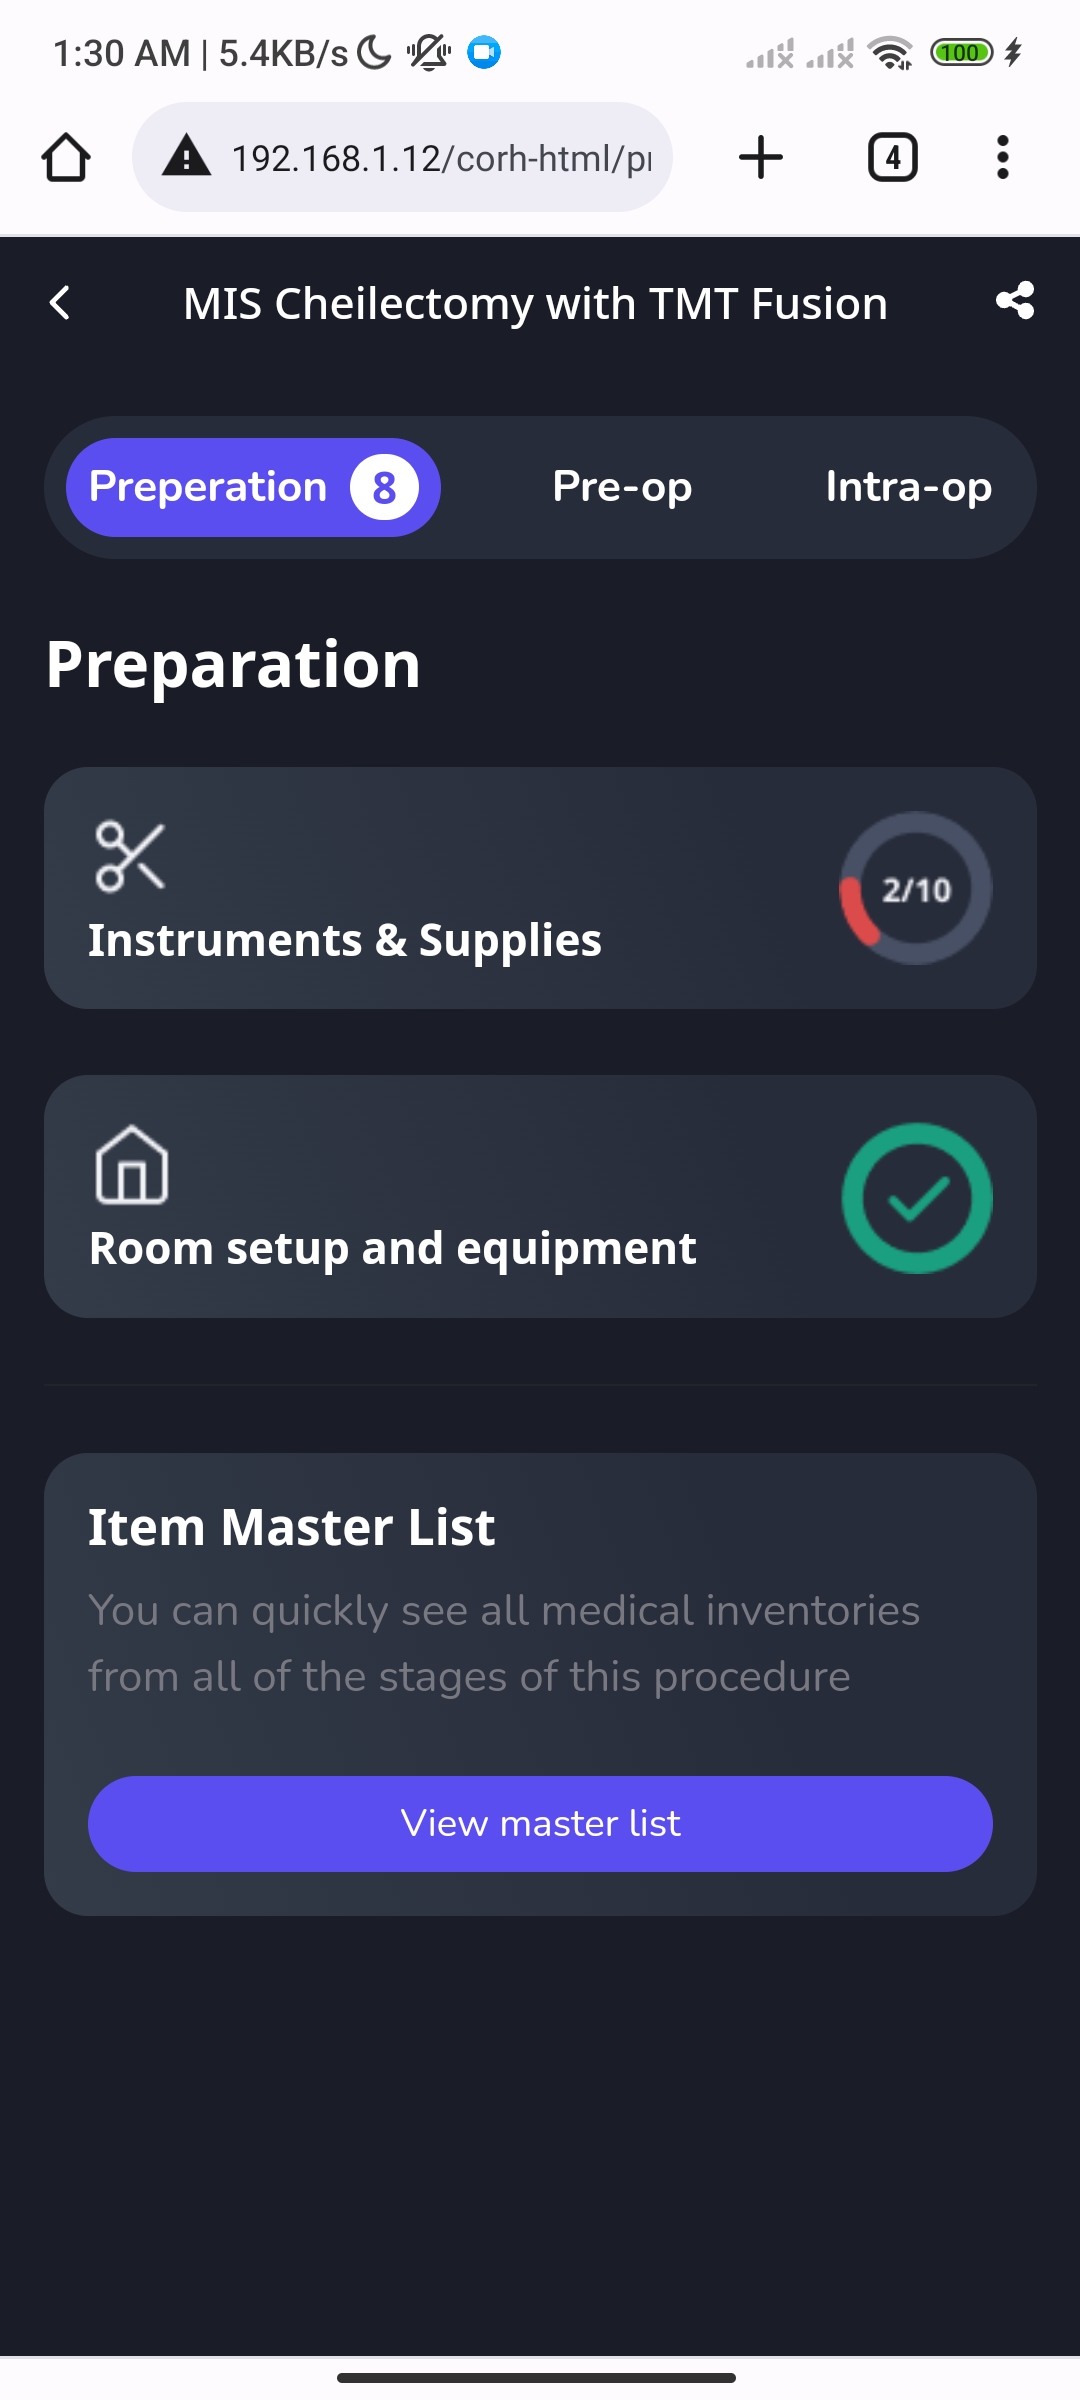 1:30 AM | 5.4KB/s
100
192.168.1.12/corh-html/
4
MIS Cheilectomy with TMT Fusion
Preperation 8 Pre-op Intra-op
Preparation
2/10
Instruments & Supplies
Room setup and equipment
Item Master List
You can quickly see all medical inventories
from all of the stages of this procedure
View master list